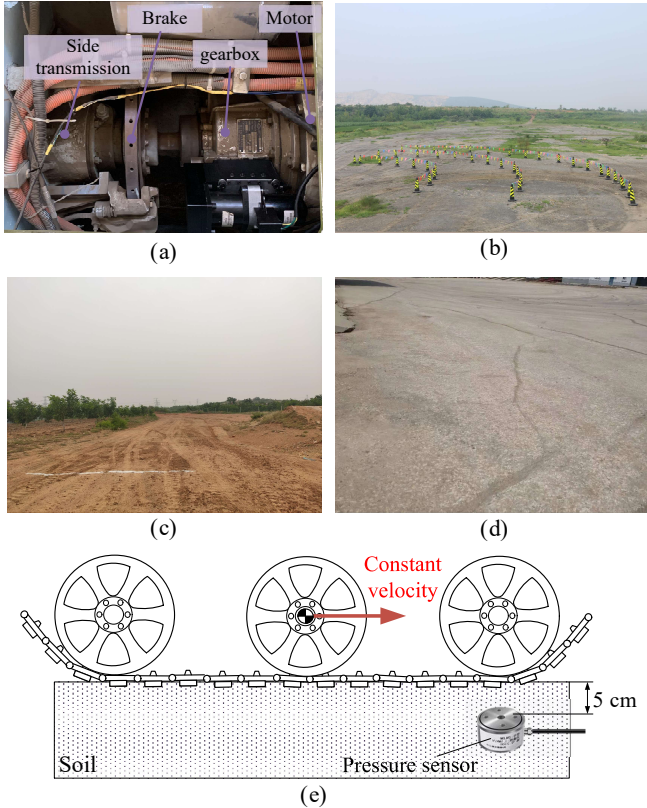 Side
transmission
Brake
gearbox
Motor
(a)
(b)
(c)
(d)
Constant
velocity
5 cm
Pressure sensor
Soil
(e)